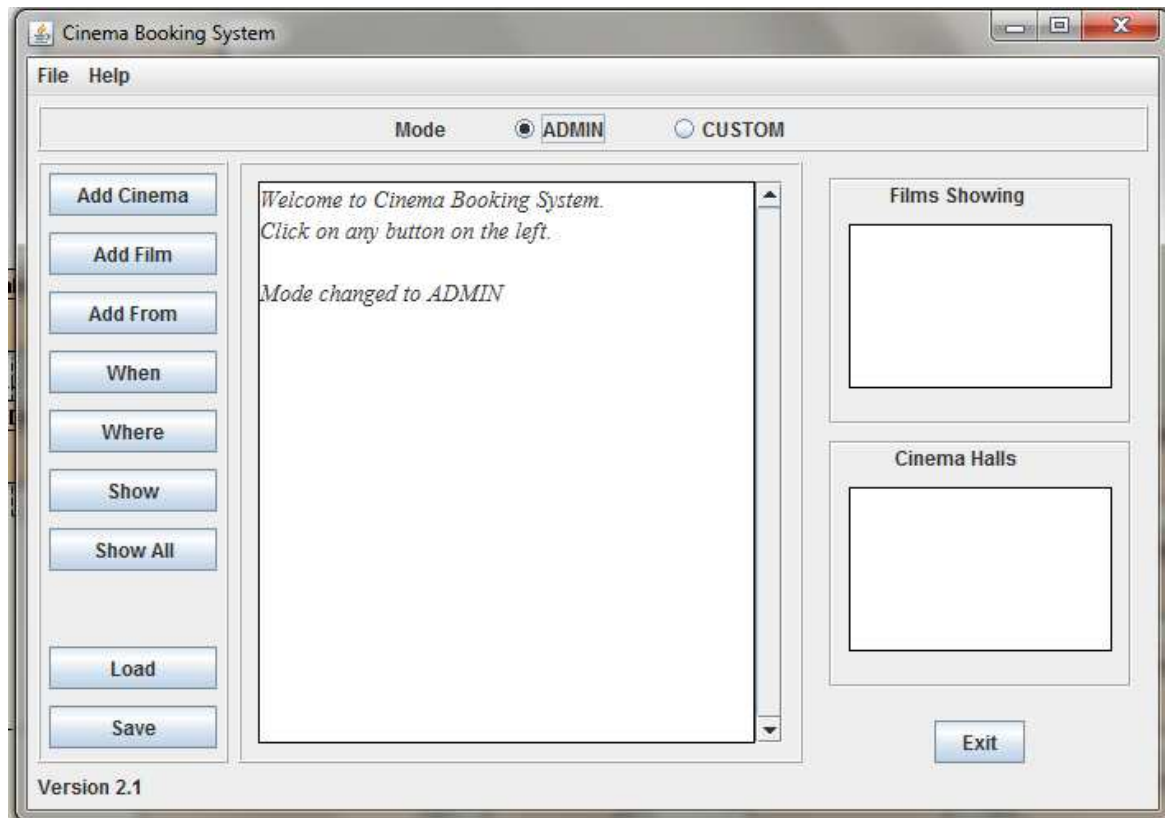 Cinema Booking System
File Help
Mode ADMIN CUSTOM
Add Cinema
Add Film
Add From
When
Where
Show
Show All
Load
Save
Welcome to Cinema Booking System.
Click on any button on the left.
Mode changed to ADMIN
Films Showing
Cinema Halls
Exit
Version 2.1